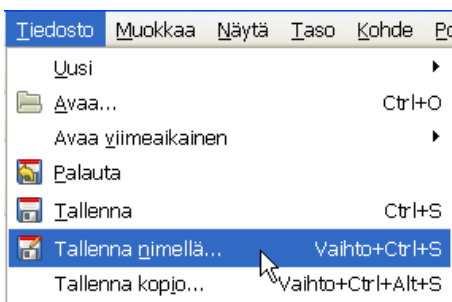 Tiedosto Muokkaa Näytä Taso Kohde
Uusi
Avaa... Ctrl+O
Avaa viimeaikainen
Palauta
Tallenna Ctrl+S
Tallenna nimellä... Vaihto+Ctrl+S
Tallenna kopio... Vaihto+Ctrl+Alt+S